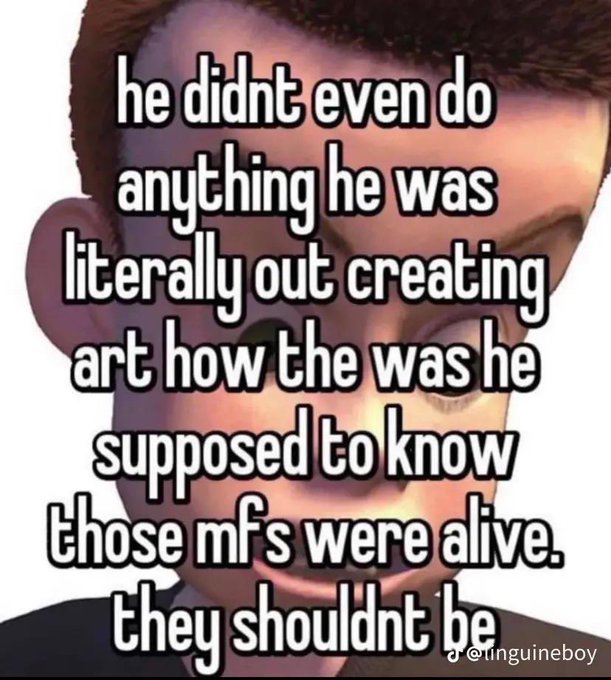 he didnt even do
anything he was
literally out creating
art how the was he
supposed to know
those mfs were alive.
they shouldnt be
@linguineboy